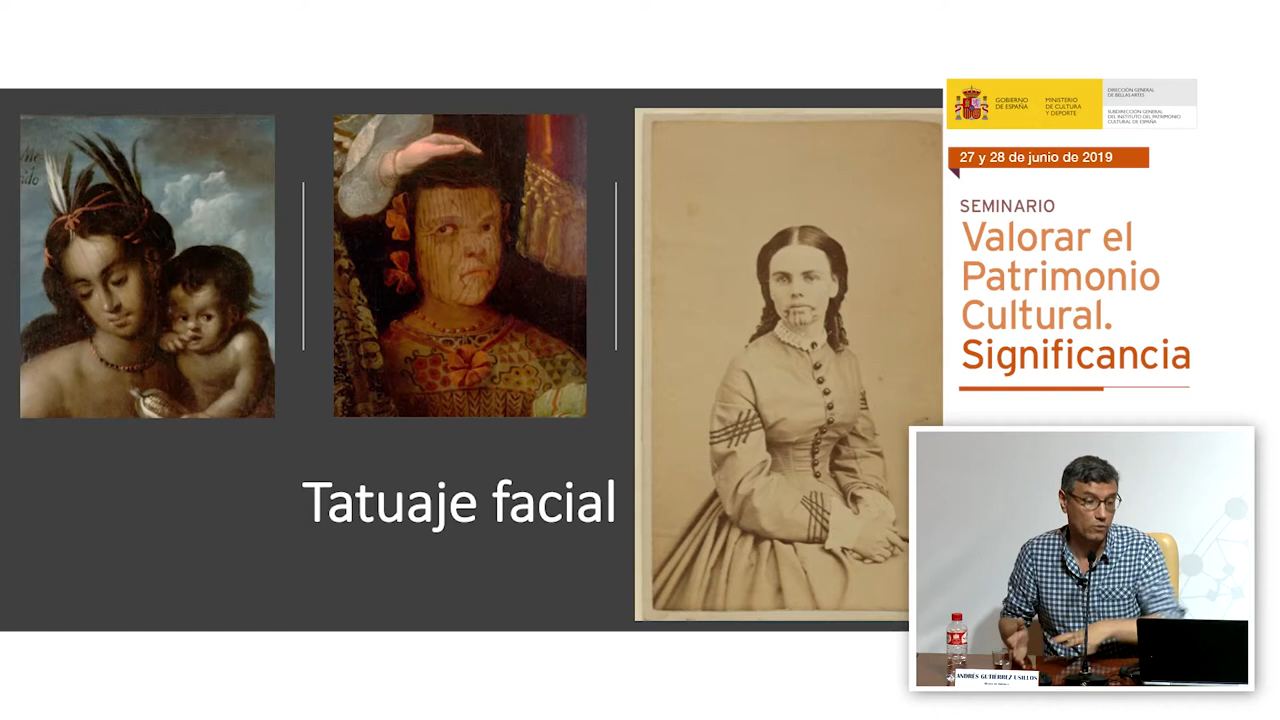 Tatuaje facial
GOBIERNO
DE ESPAÑA
MINISTERIO
DE CULTURA
Y DEPORTE
DIRECCIÓN GENERAL
DE BELLAS ARTES
SUBDIRECCIÓN GENERAL
DEL INSTITUTO DEL PATRIMONIO
CULTURAL DE ESPAÑA
27 y 28 de junio de 2019
SEMINARIO
Valorar el
Patrimonio
Cultural.
Significancia
ANDRÉS GUTIÉRREZ USILLOS